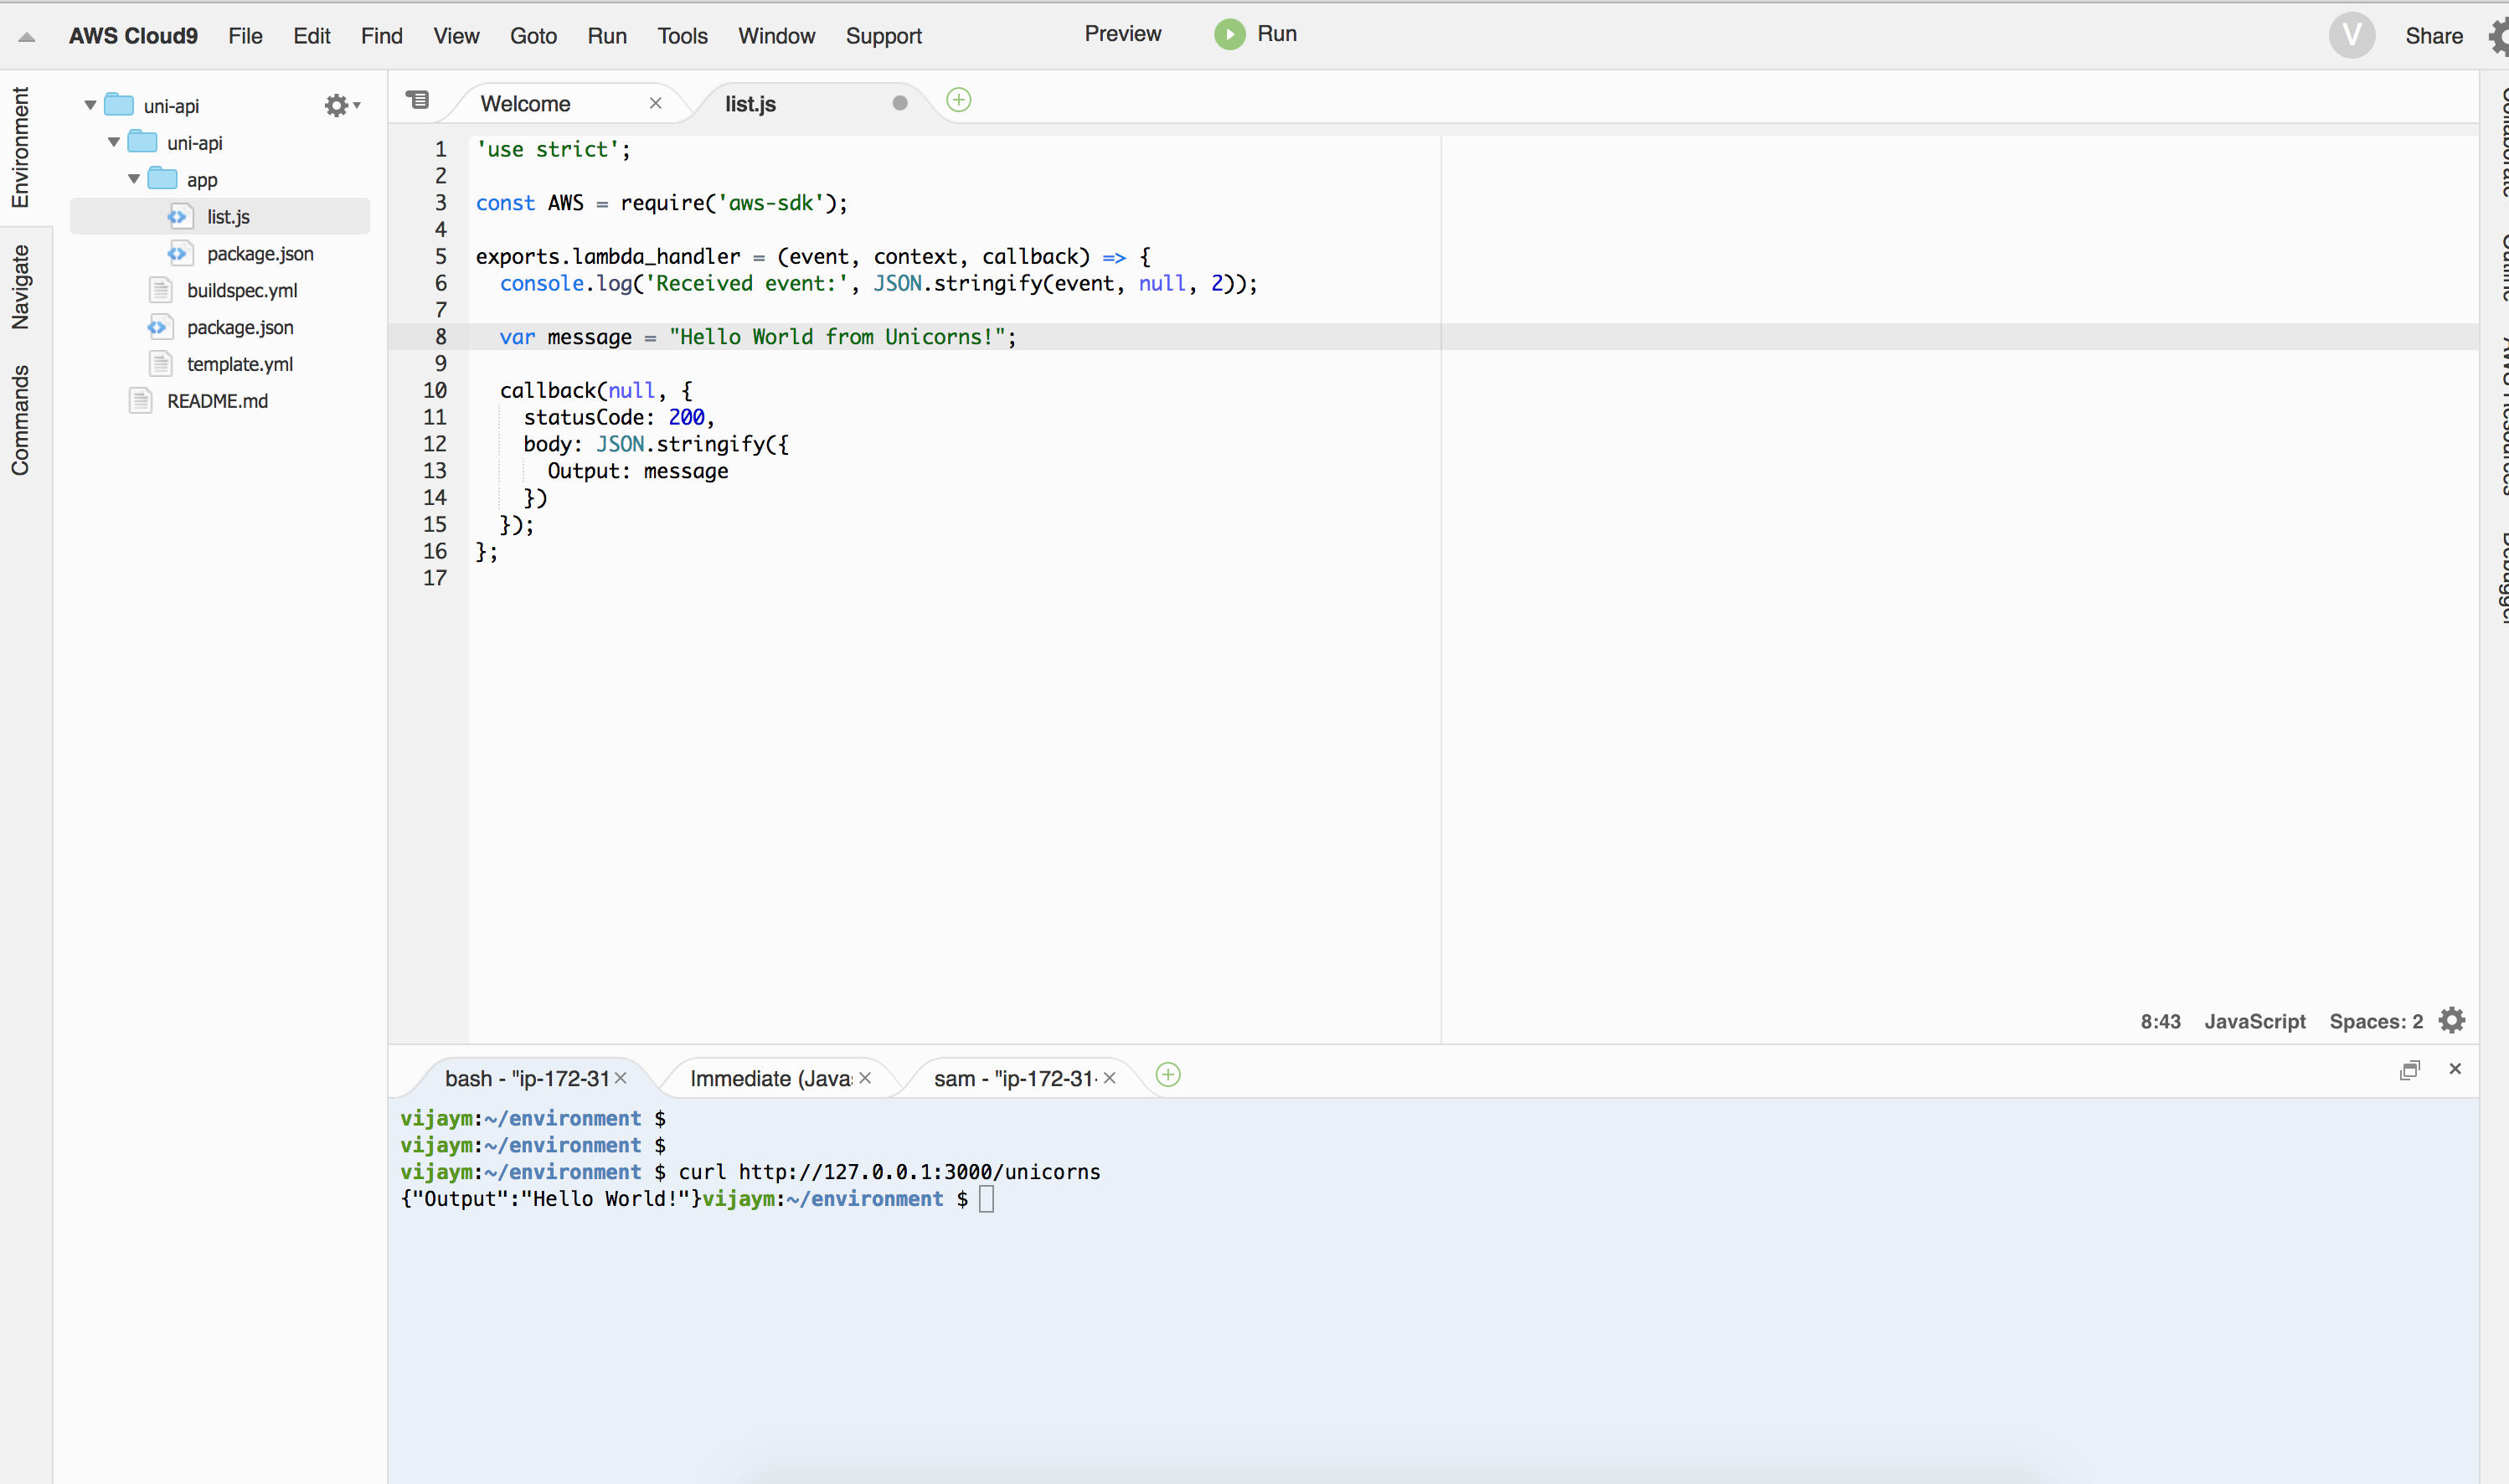 AWS Cloud9 File Edit Find View Goto Run Tools Window Support Preview Run V Share
Environment
Navigate
Commands
uni-api
uni-api
app
list.js
package.json
buildspec.yml
package.json
template.yml
README.md
Welcome list.js
1 'use strict';
2
3 const AWS = require('aws-sdk');
4
5 exports.lambda_handler = (event, context, callback) => {
6 console.log('Received event:', JSON.stringify(event, null, 2));
7
8 var message = "Hello World from Unicorns!";
9
10 callback(null, {
11 statusCode: 200,
12 body: JSON.stringify({
13 Output: message
14 })
15 });
16 };
17
8:43 JavaScript Spaces: 2
bash - "ip-172-31 Immediate (Java sam - "ip-172-31-
vijaym:~/environment $
vijaym:~/environment $
vijaym:~/environment $ curl http://127.0.0.1:3000/unicorns
{"Output":"Hello World!"}vijaym:~/environment $